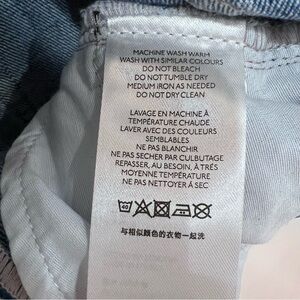 MACHINE WASH WARM
WASH WITH SIMILAR COLOURS
DO NOT BLEACH
DO NOT TUMBLE DRY
MEDIUM IRON AS NEEDED
DO NOT DRY CLEAN
LAVAGE EN MACHINE À
TEMPÉRATURE CHAUDE
LAVER AVEC DES COULEURS
SEMBLABLES
NE PAS BLANCHIR
NE PAS SECHER PAR CULBUTAGE
REPASSER, AU BESOIN, À TRÈS
MOYENNE TEMPÉRATURE
NE PAS NETTOYER À SEC
40
与相似颜色的衣物一起洗